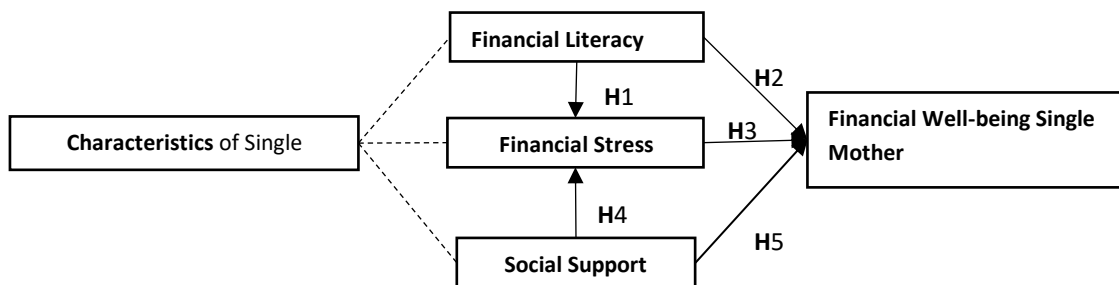 Financial Literacy
H2
H1
Characteristics of Single
Financial Stress
H3
Financial Well-being Single
Mother
H4
Social Support
H5